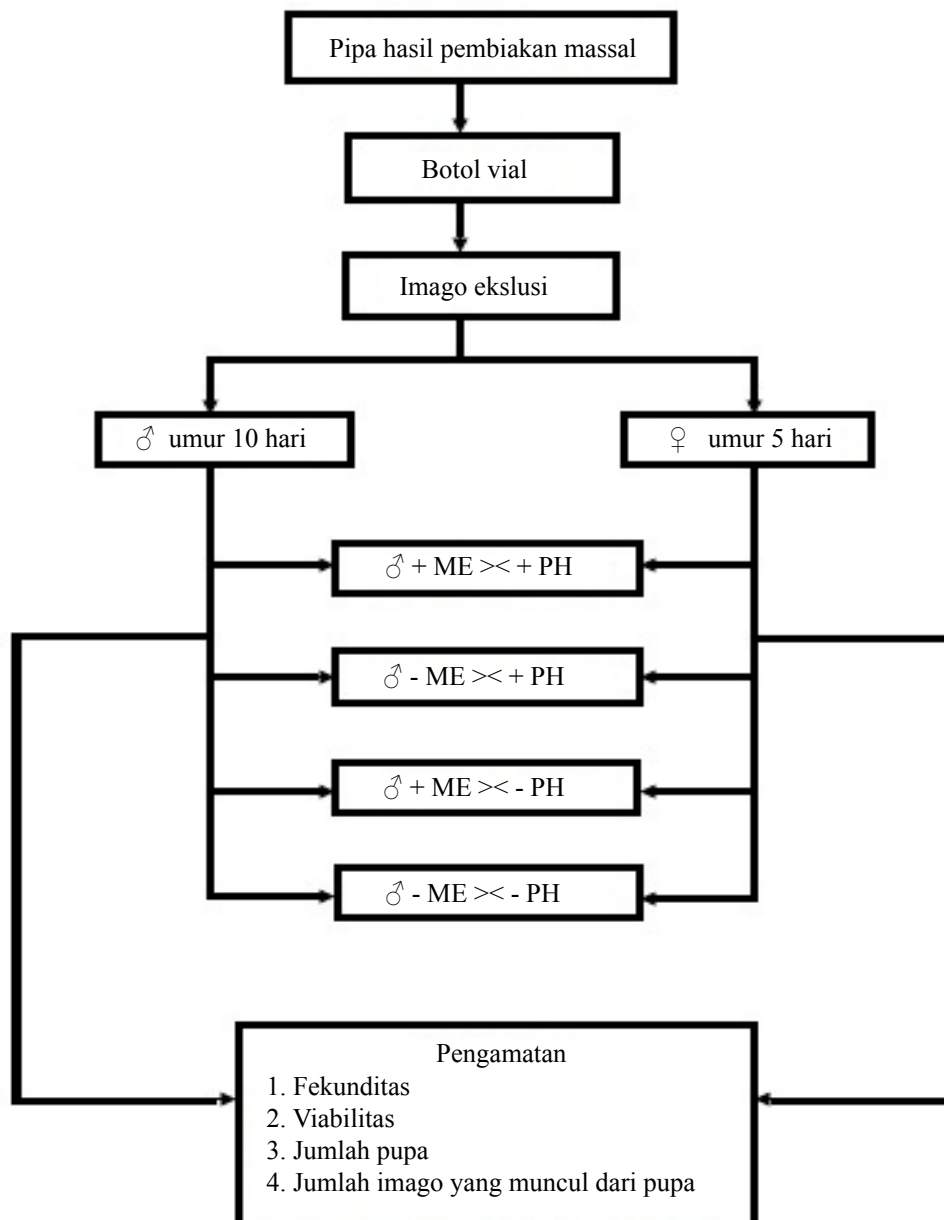 Pipa hasil pembiakan massal
Botol vial
Imago ekslusi
♂ umur 10 hari
♀ umur 5 hari
♂ + ME >< + PH
♂ - ME >< + PH
♂ + ME >< - PH
♂ - ME >< - PH
Pengamatan
1. Fekunditas
2. Viabilitas
3. Jumlah pupa
4. Jumlah imago yang muncul dari pupa